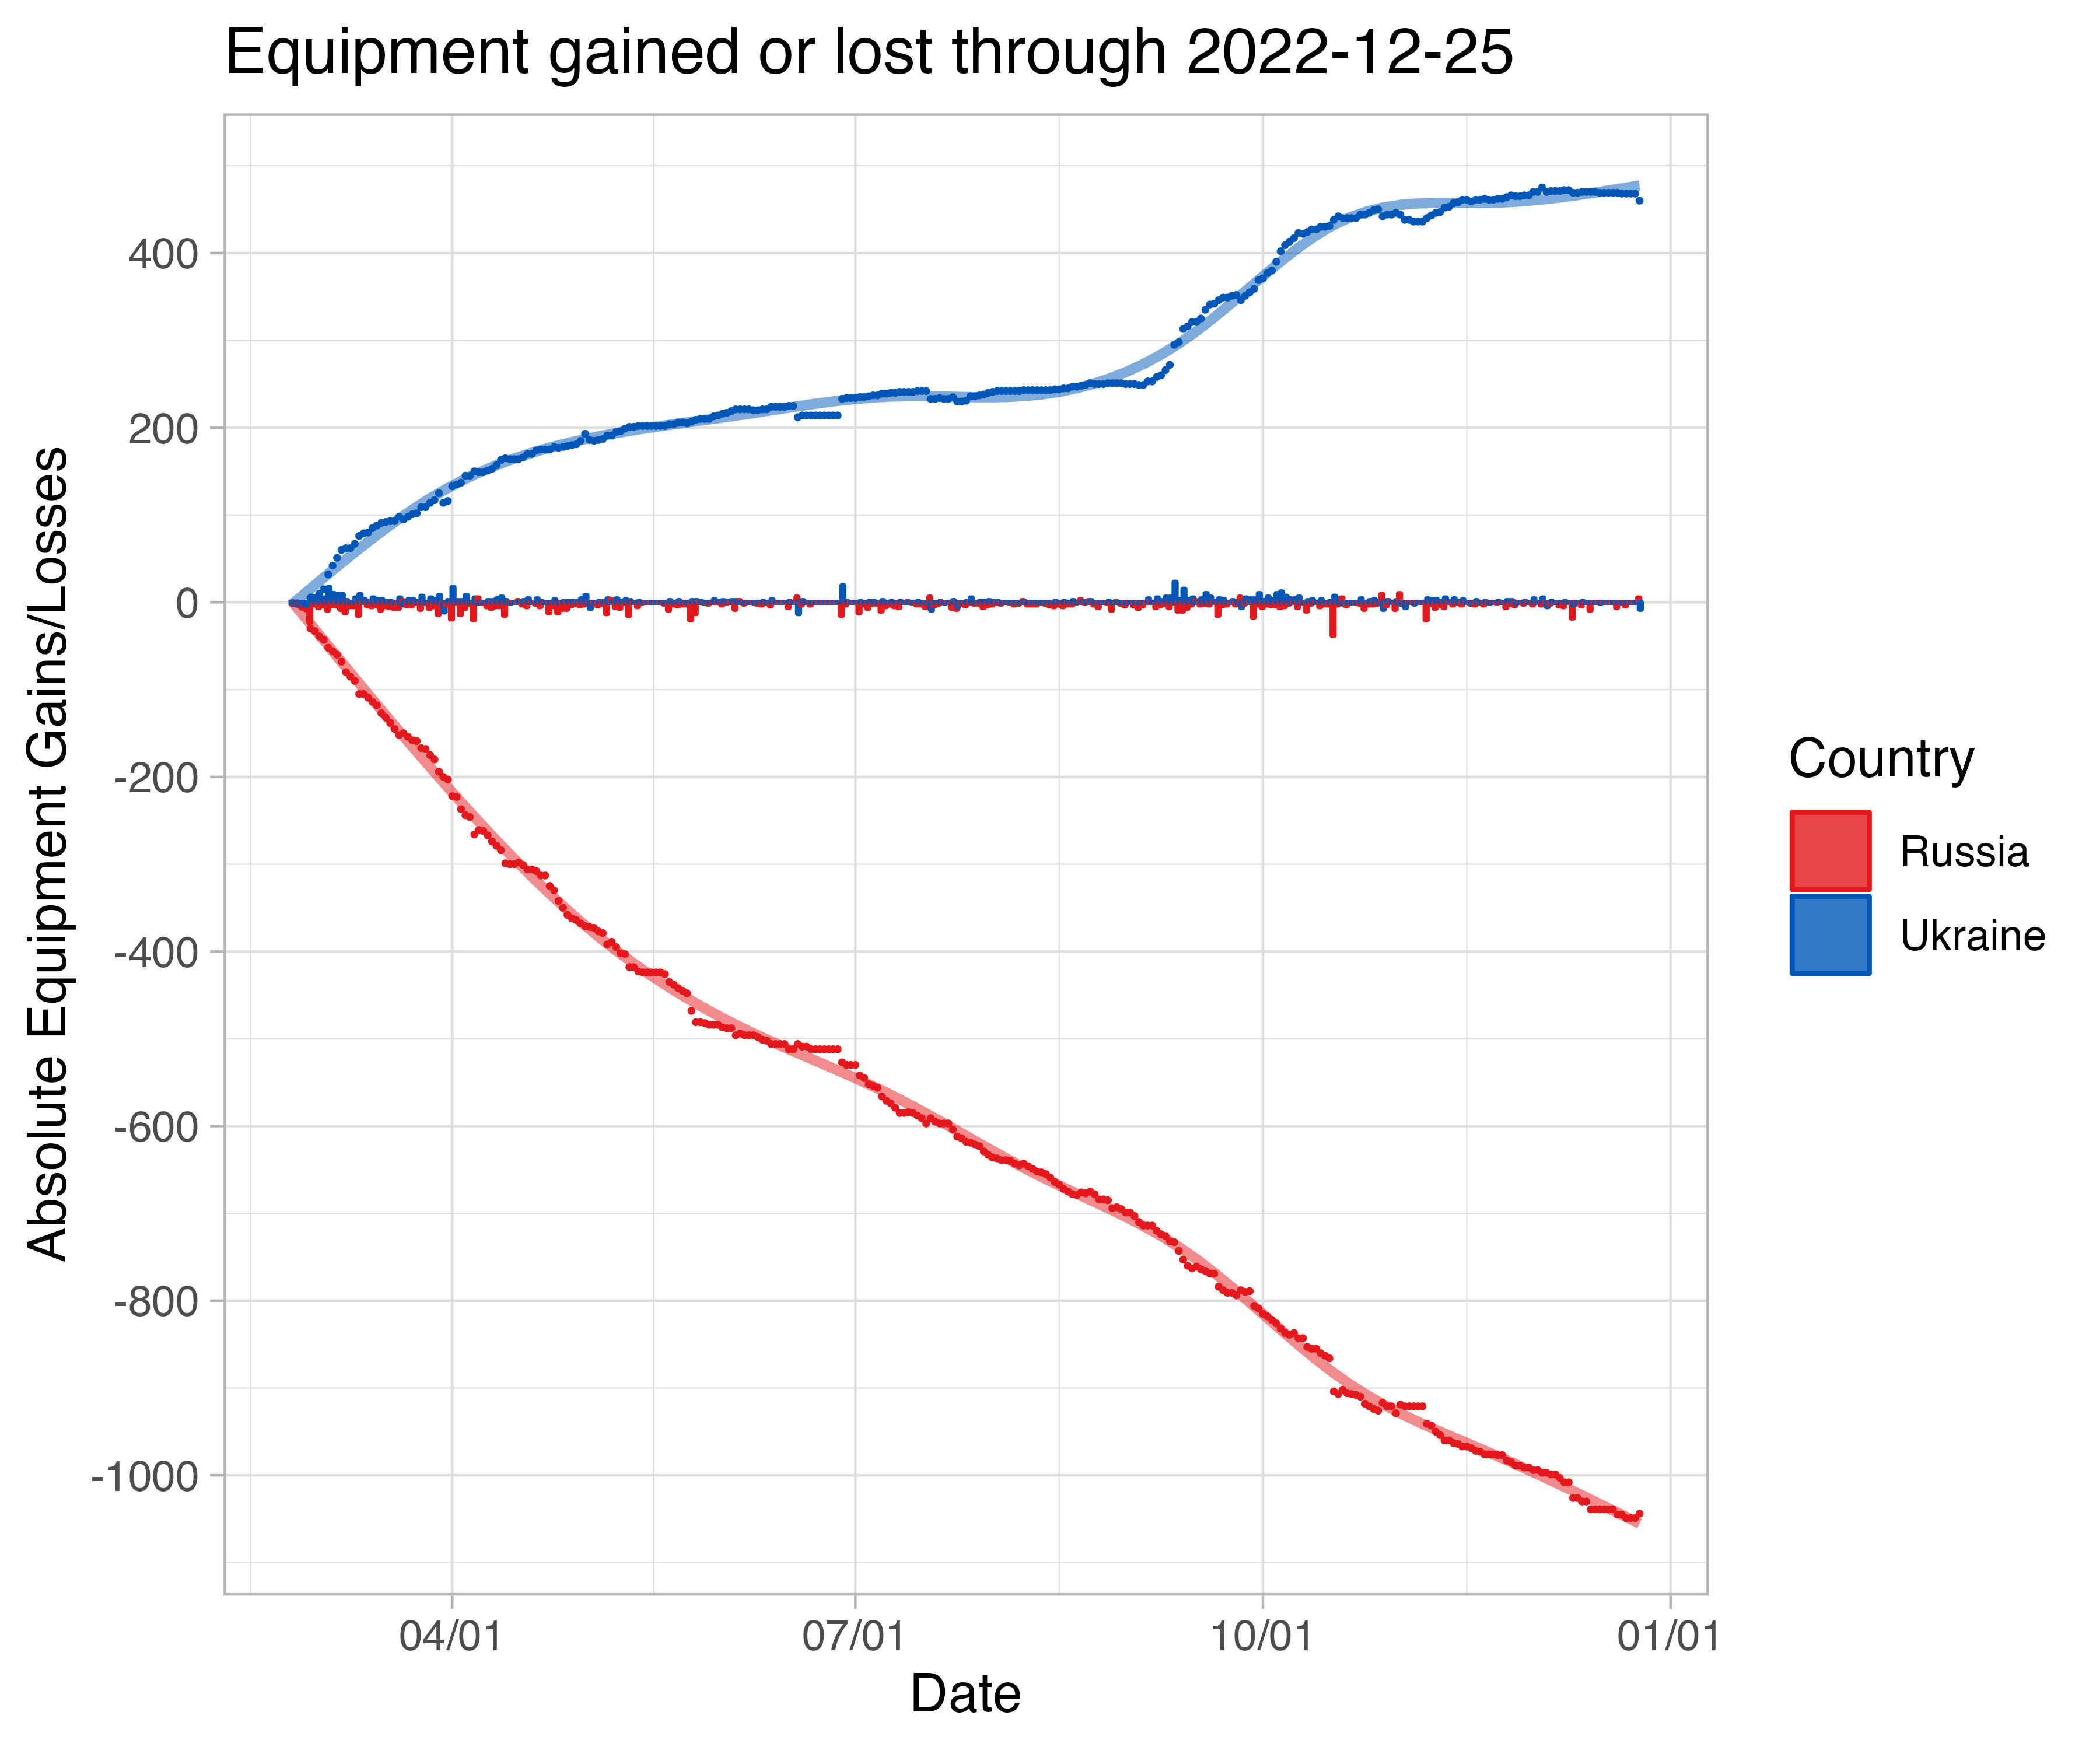 Equipment gained or lost through 2022-12-25
Absolute Equipment Gains/Losses
400
200
0
-200
-400
-600
-800
-1000
04/01
07/01
10/01
01/01
Date
Country
Russia
Ukraine